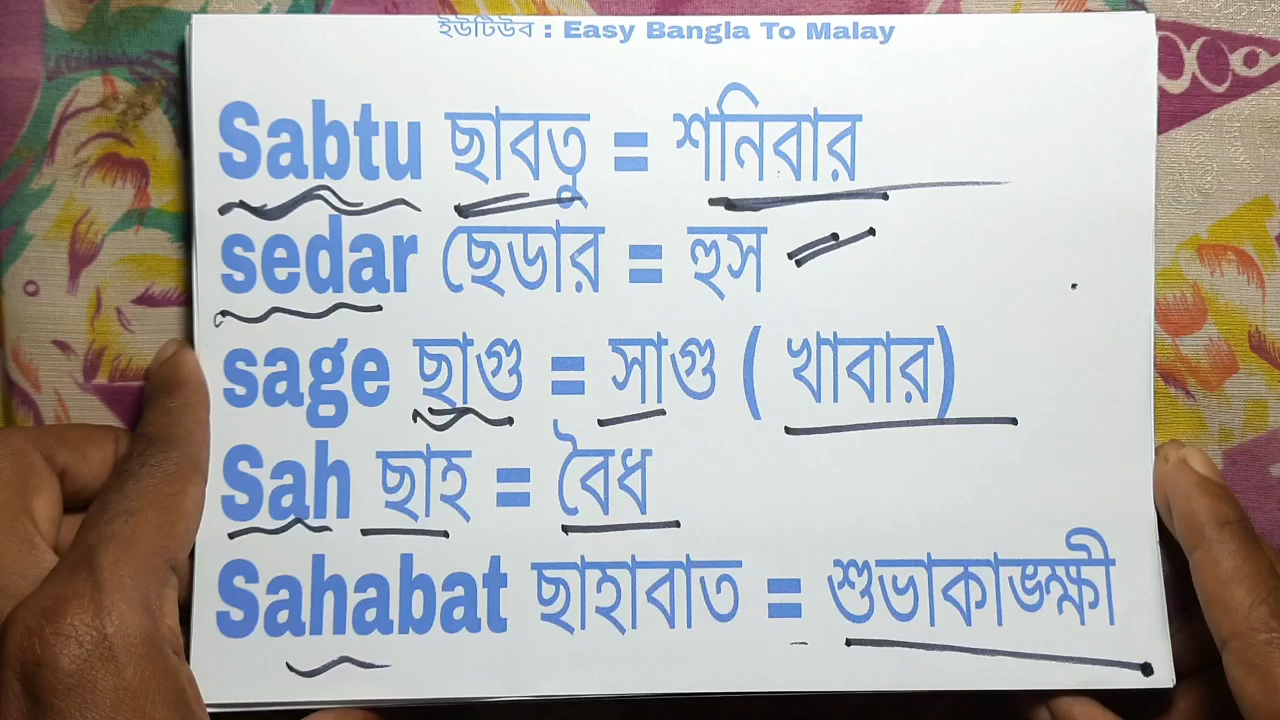 ইউটিউব : Easy Bangla To Malay
Sabtu ছাবতু = শনিবার
sedar ছেডার = হুস
sage ছাগু = সাগু ( খাবার)
Sah ছাহ = বৈধ
Sahabat ছাহাবাত = শুভাকাঙ্ক্ষী